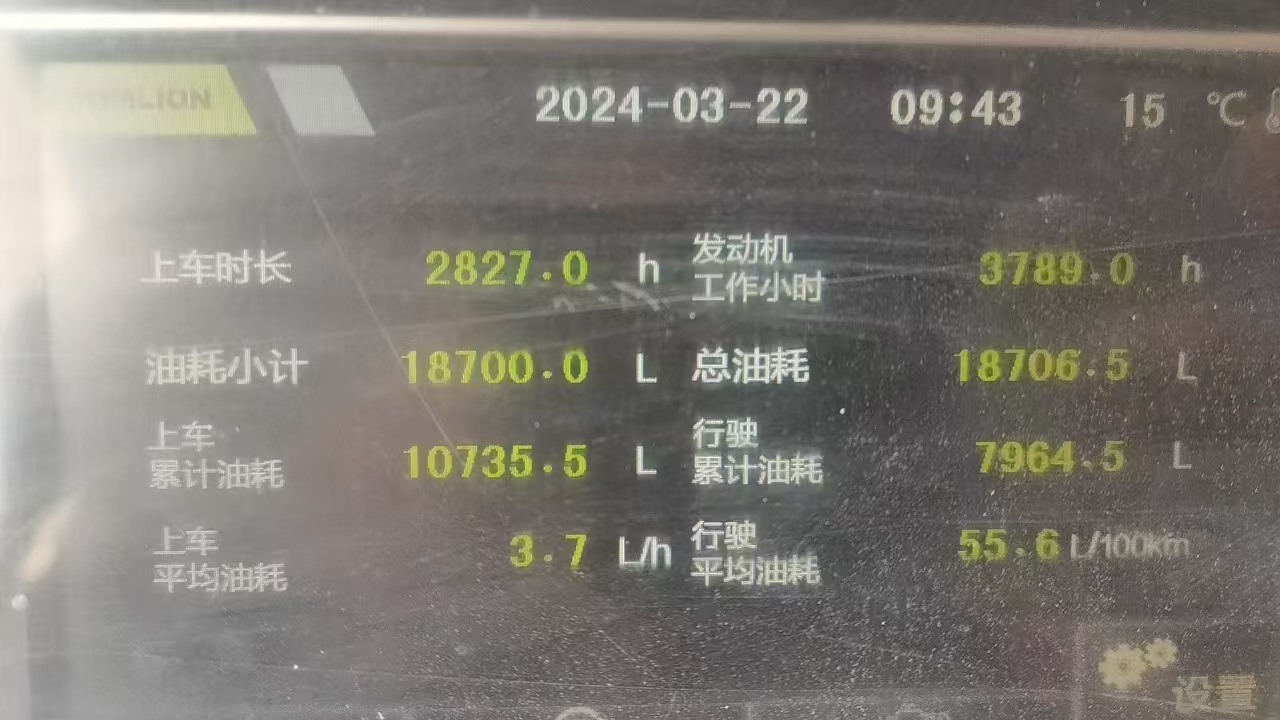 2024-03-22 09:43 15 ℃
上车时长 2827.0 h
发动机
工作小时 3789.0 h
油耗小计 18700.0 L
总油耗 18706.5 L
上车
累计油耗 10735.5 L
行驶
累计油耗 7964.5 L
上车
平均油耗 3.7 L/h
行驶
平均油耗 55.6 L/100km
设置